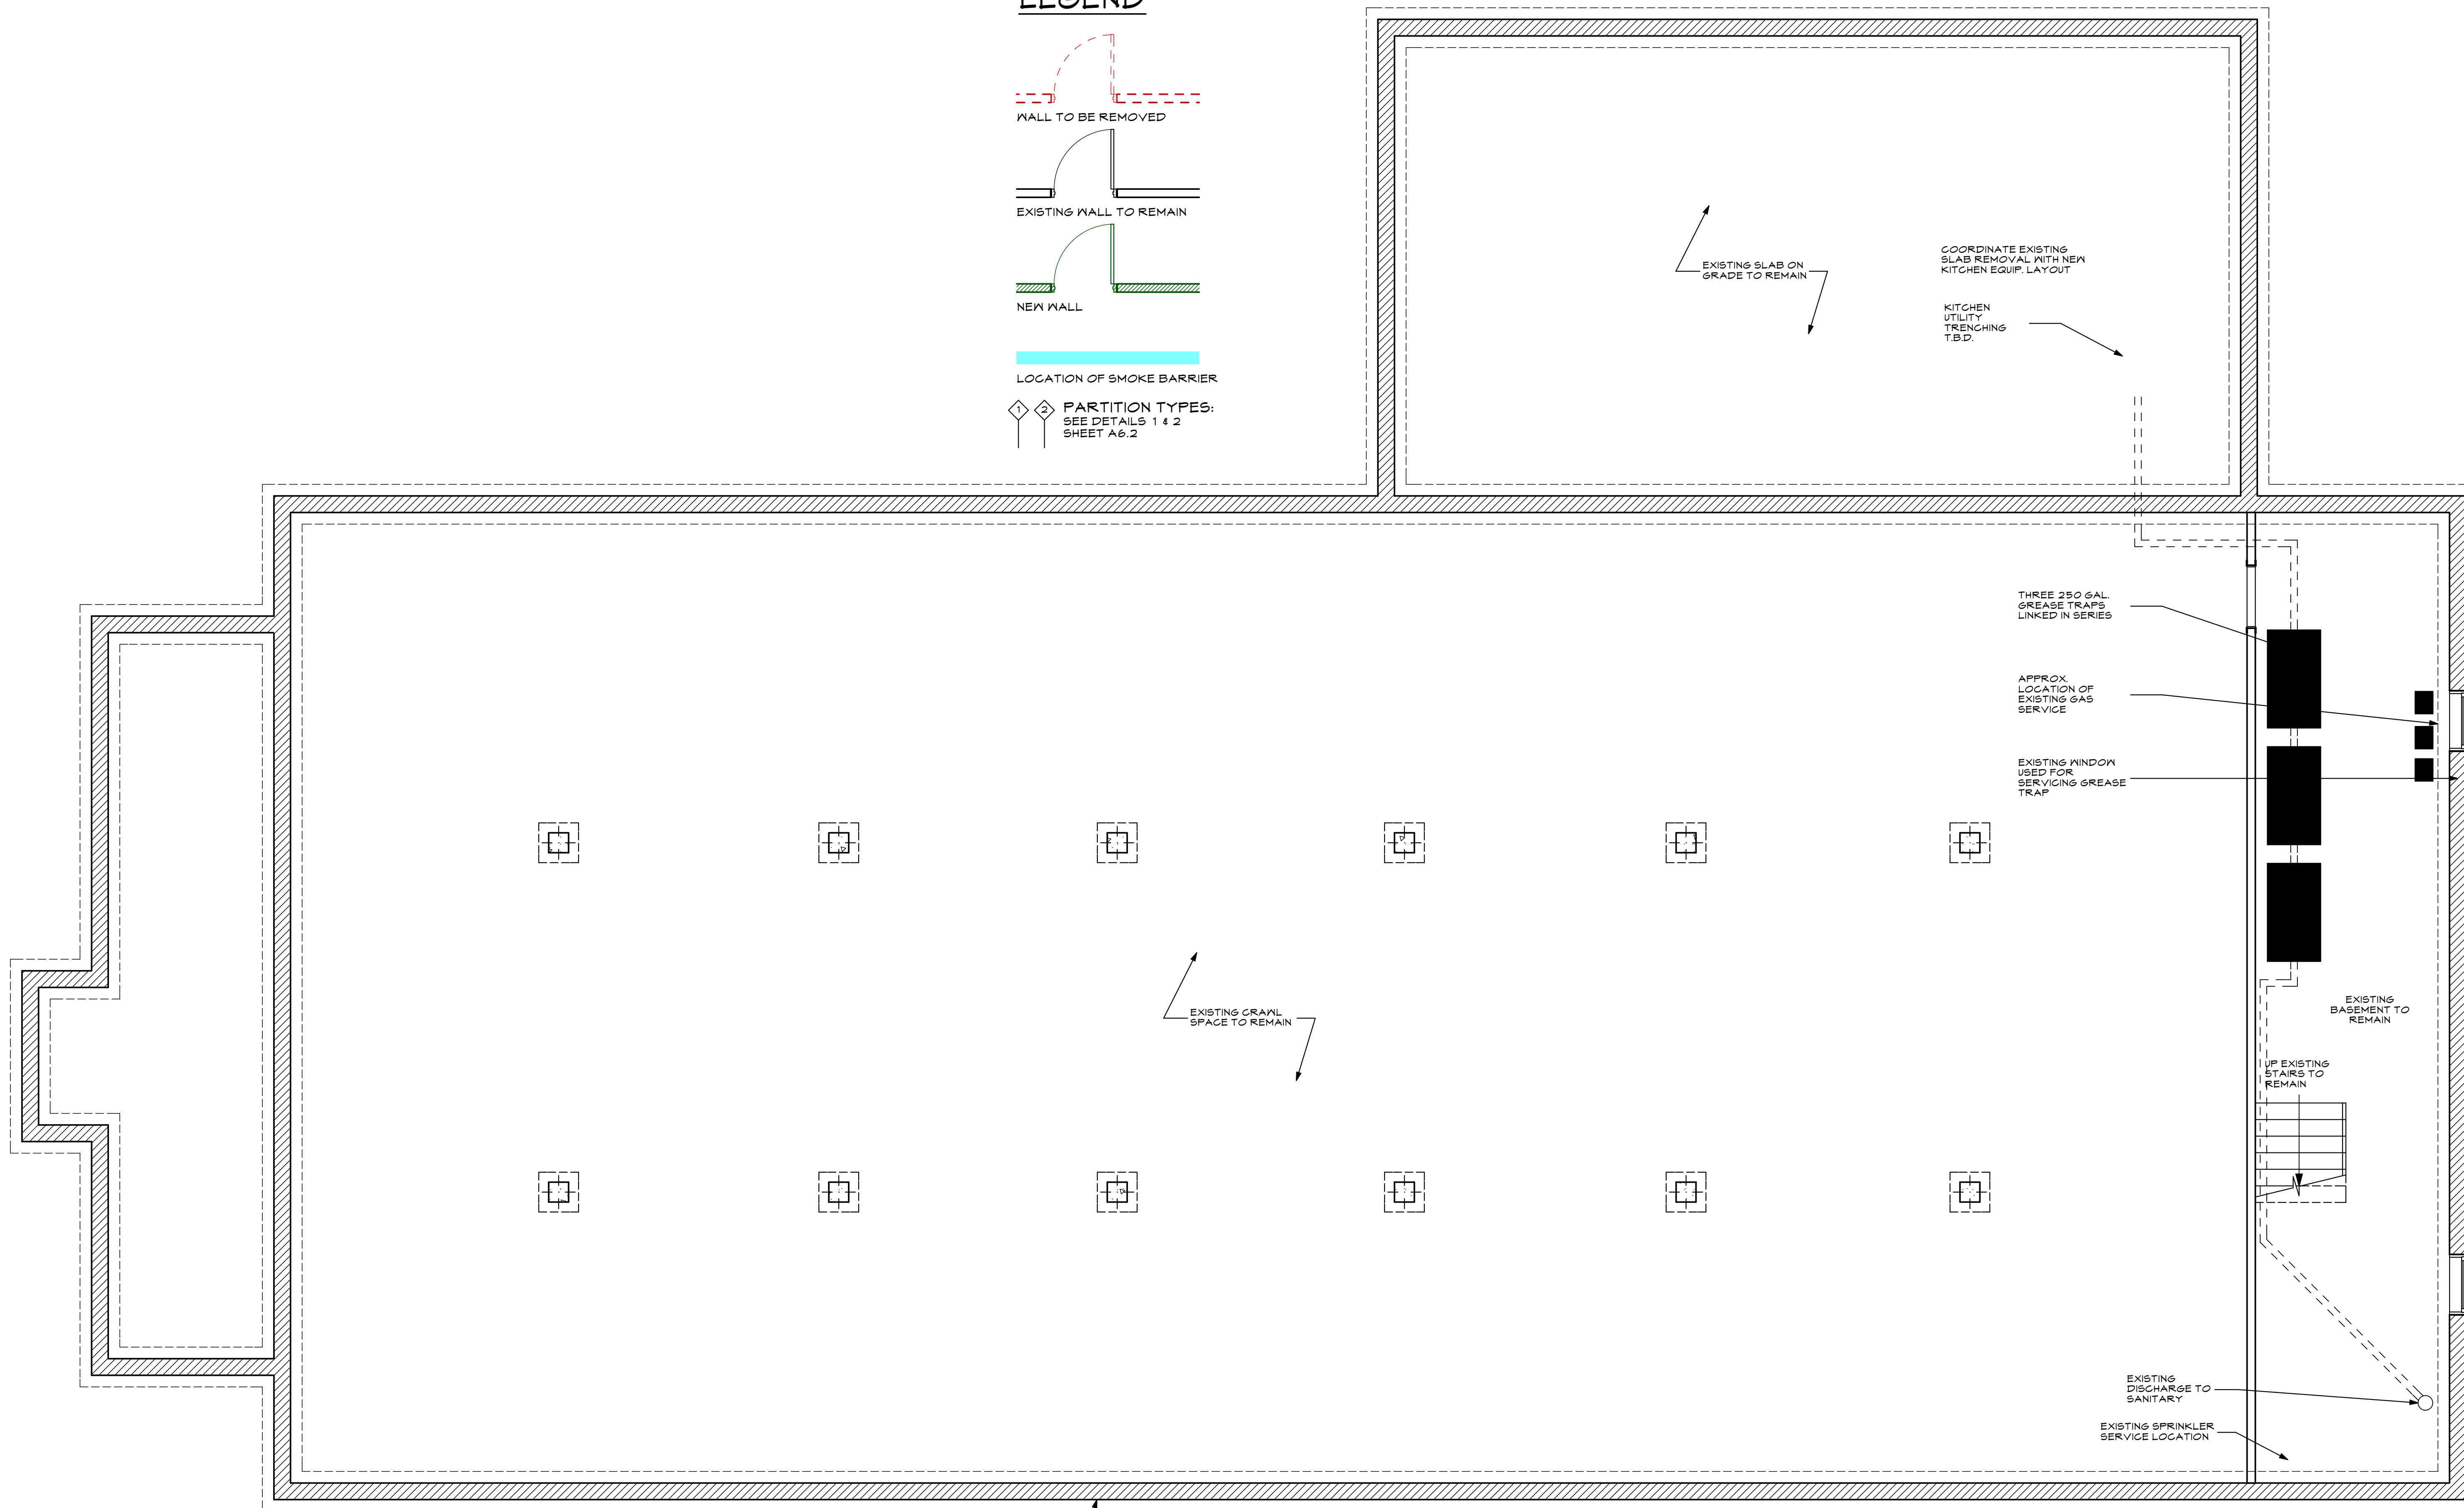 LEGEND
WALL TO BE REMOVED
EXISTING WALL TO REMAIN
NEW WALL
LOCATION OF SMOKE BARRIER
1 2 PARTITION TYPES:
SEE DETAILS 1 & 2
SHEET A6.2
EXISTING SLAB ON
GRADE TO REMAIN
COORDINATE EXISTING
SLAB REMOVAL WITH NEW
KITCHEN EQUIP. LAYOUT
KITCHEN
UTILITY
TRENCHING
T.B.D.
THREE 250 GAL.
GREASE TRAPS
LINKED IN SERIES
APPROX.
LOCATION OF
EXISTING GAS
SERVICE
EXISTING WINDOW
USED FOR
SERVICING GREASE
TRAP
EXISTING CRAWL
SPACE TO REMAIN
EXISTING
BASEMENT TO
REMAIN
UP EXISTING
STAIRS TO
REMAIN
EXISTING
DISCHARGE TO
SANITARY
EXISTING SPRINKLER
SERVICE LOCATION